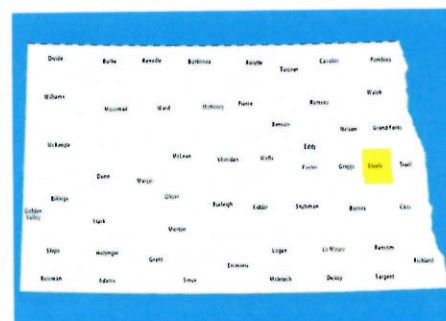 Divide Burke Renville Bottineau Rolette Towner Cavalier Pembina
Williams Mountrail Ward McHenry Pierce Ramsey Walsh
Benson Nelson Grand Forks
McKenzie McLean Sheridan Wells Eddy Foster Griggs Steele Traill
Dunn Mercer
Billings Oliver Burleigh Kidder Stutsman Barnes Cass
Golden Valley Stark Morton
Slope Hettinger Grant Emmons Logan La Moure Ransom Richland
Bowman Adams Sioux McIntosh Dickey Sargent